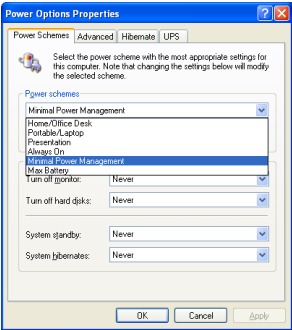 Power Options Properties
Power Schemes Advanced Hibernate UPS
Select the power scheme with the most appropriate settings for
this computer. Note that changing the settings below will modify
the selected scheme.
Power schemes
Minimal Power Management
Home/Office Desk
Portable/Laptop
Presentation
Always On
Minimal Power Management
Max Battery
Turn off monitor: Never
Turn off hard disks: Never
System standby: Never
System hibernates: Never
OK Cancel Apply